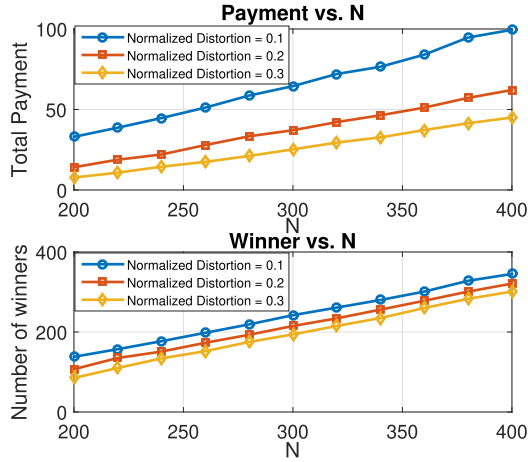 Payment vs. N
Total Payment
100
50
0
Normalized Distortion = 0.1
Normalized Distortion = 0.2
Normalized Distortion = 0.3
200 250 300 350 400
N
Winner vs. N
Number of winners
400
200
0
Normalized Distortion = 0.1
Normalized Distortion = 0.2
Normalized Distortion = 0.3
200 250 300 350 400
N